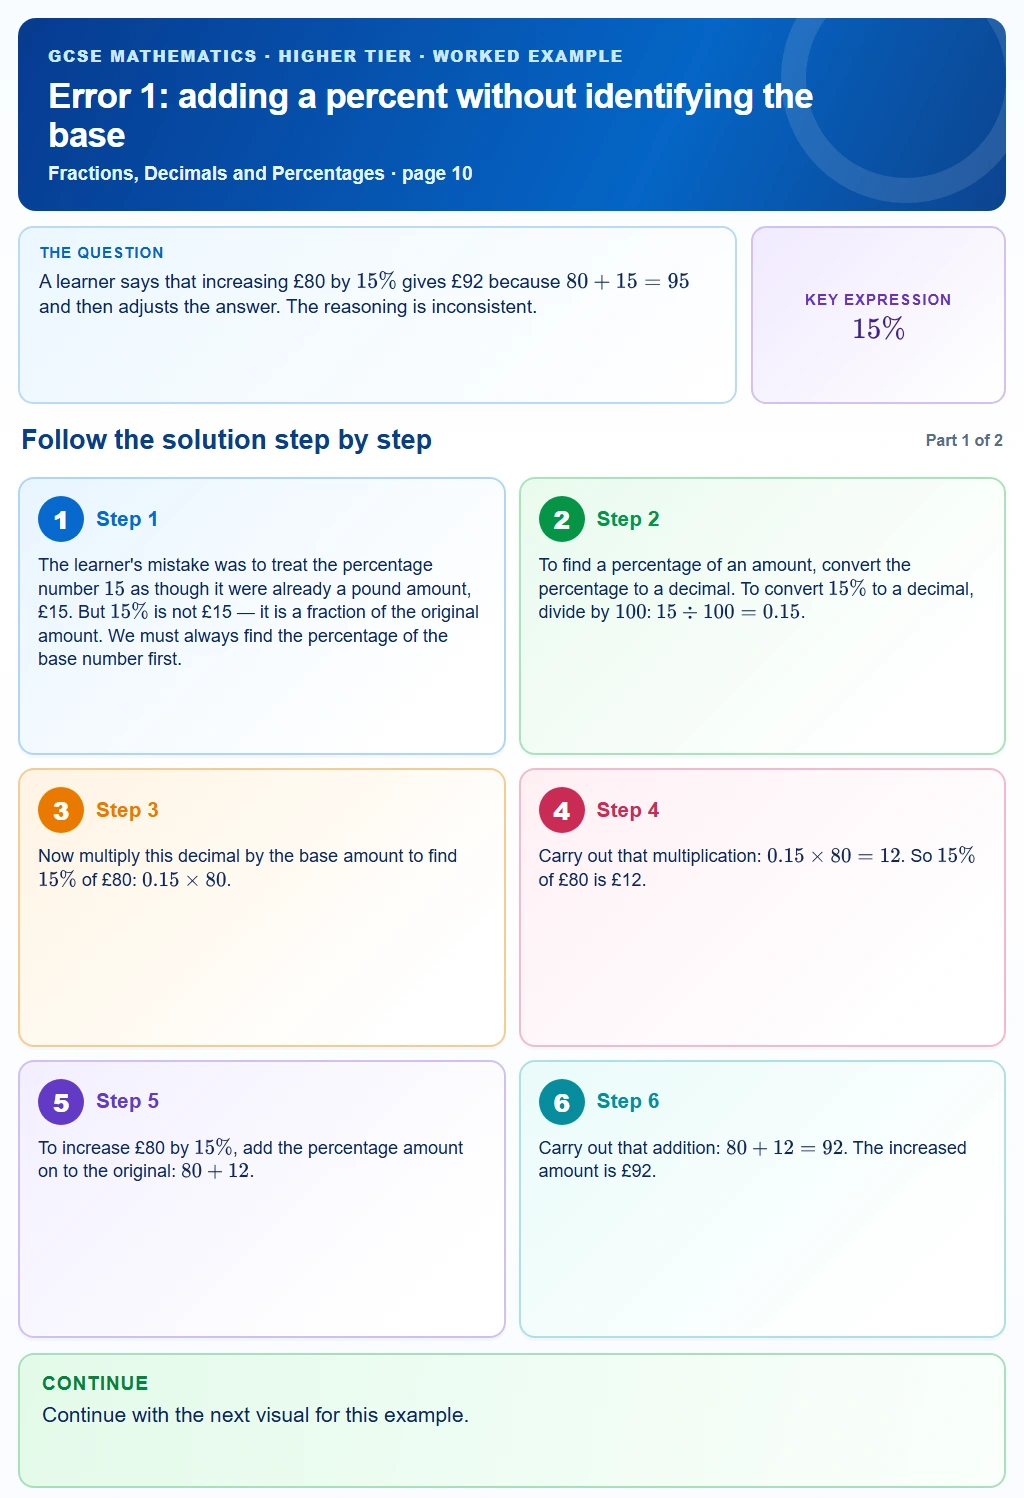 GCSE MATHEMATICS · HIGHER TIER · WORKED EXAMPLE
Error 1: adding a percent without identifying the
base
Fractions, Decimals and Percentages · page 10
THE QUESTION
A learner says that increasing £80 by 15% gives £92 because 80 + 15 = 95
and then adjusts the answer. The reasoning is inconsistent.
KEY EXPRESSION
15%
Follow the solution step by step
Part 1 of 2
1 Step 1
The learner's mistake was to treat the percentage
number 15 as though it were already a pound amount,
£15. But 15% is not £15 — it is a fraction of the original
amount. We must always find the percentage of the
base number first.
2 Step 2
To find a percentage of an amount, convert the
percentage to a decimal. To convert 15% to a decimal,
divide by 100: 15 ÷ 100 = 0.15.
3 Step 3
Now multiply this decimal by the base amount to find
15% of £80: 0.15 × 80.
4 Step 4
Carry out that multiplication: 0.15 × 80 = 12. So 15%
of £80 is £12.
5 Step 5
To increase £80 by 15%, add the percentage amount
on to the original: 80 + 12.
6 Step 6
Carry out that addition: 80 + 12 = 92. The increased
amount is £92.
CONTINUE
Continue with the next visual for this example.